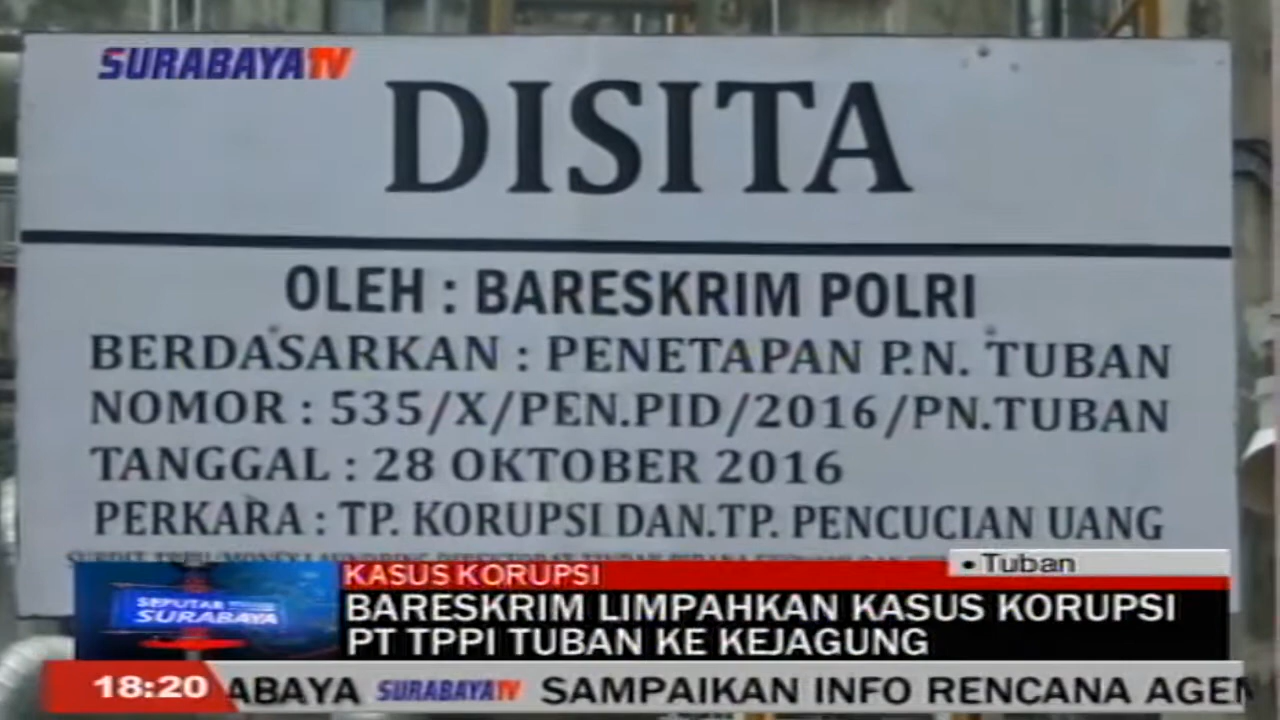 SURABAYATV
DISITA
OLEH : BARESKRIM POLRI
BERDASARKAN : PENETAPAN P.N. TUBAN
NOMOR : 535/X/PEN.PID/2016/PN.TUBAN
TANGGAL : 28 OKTOBER 2016
PERKARA : TP. KORUPSI DAN.TP. PENCUCIAN UANG
• Tuban
KASUS KORUPSI
SEPUTAR
SURABAYA
BARESKRIM LIMPAHKAN KASUS KORUPSI
PT TPPI TUBAN KE KEJAGUNG
18:20 ABAYA SURABAYATV SAMPAIKAN INFO RENCANA AGEN